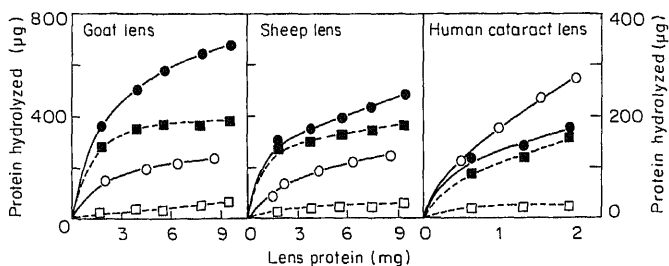 800
400
0
Protein hydrolyzed (µg)
Goat lens
Sheep lens
Human cataract lens
400
200
0
Protein hydrolyzed (µg)
3 6 9
0 3 6 9
0 1 2
Lens protein (mg)